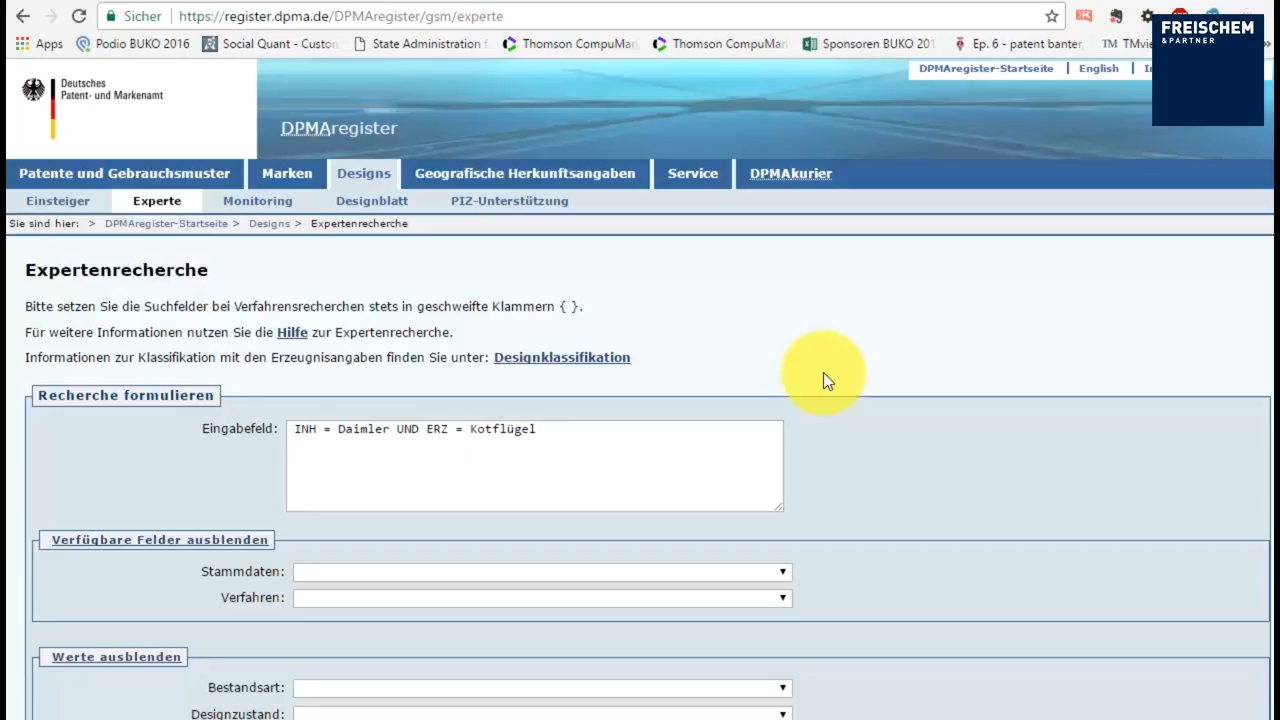 Sicher
https://register.dpma.de/DPMAregister/gsm/experte
Apps
Podio BUKO 2016
Social Quant - Custon
State Administration f
Thomson CompuMar
Thomson CompuMar
Sponsoren BUKO 201
Ep. 6 - patent banter
TM TMvie
FREISCHEM
& PARTNER
Deutsches
Patent- und Markenamt
DPMAregister
DPMAregister-Startseite | English |
Patente und Gebrauchsmuster
Marken
Designs
Geografische Herkunftsangaben
Service
DPMAkurier
Einsteiger
Experte
Monitoring
Designblatt
PIZ-Unterstützung
Sie sind hier: > DPMAregister-Startseite > Designs > Expertenrecherche
Expertenrecherche
Bitte setzen Sie die Suchfelder bei Verfahrensrecherchen stets in geschweifte Klammern { }.
Für weitere Informationen nutzen Sie die Hilfe zur Expertenrecherche.
Informationen zur Klassifikation mit den Erzeugnisangaben finden Sie unter: Designklassifikation
Recherche formulieren
Eingabefeld: INH = Daimler UND ERZ = Kotflügel
Verfügbare Felder ausblenden
Stammdaten:
Verfahren:
Werte ausblenden
Bestandsart:
Designzustand: